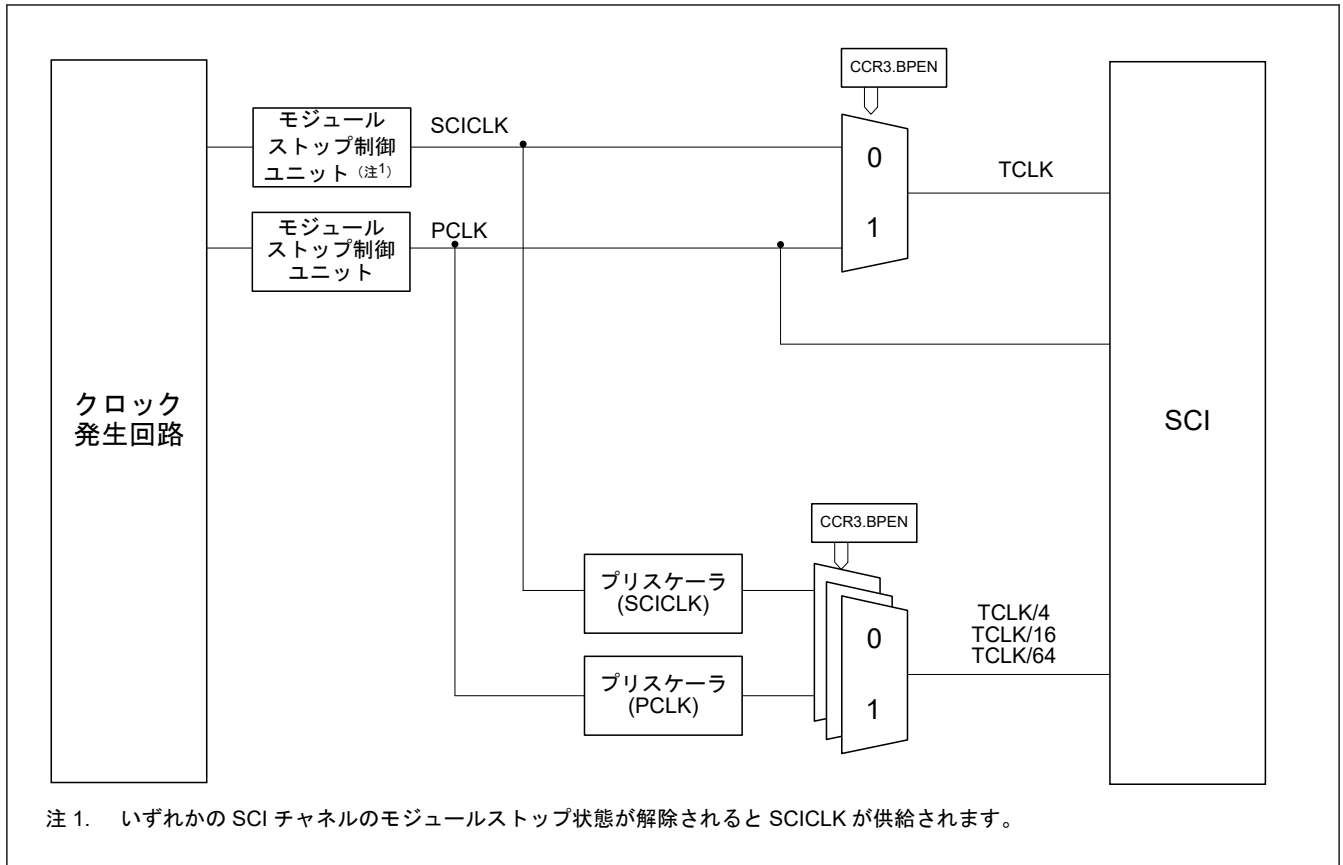 CCR3.BPEN
モジュール
ストップ制御
ユニット（注1）
SCICLK
0
1
TCLK
モジュール
ストップ制御
ユニット
PCLK
クロック
発生回路
SCI
CCR3.BPEN
プリスケーラ
(SCICLK)
プリスケーラ
(PCLK)
0
1
TCLK/4
TCLK/16
TCLK/64
注 1. いずれかの SCI チャネルのモジュールストップ状態が解除されると SCICLK が供給されます。